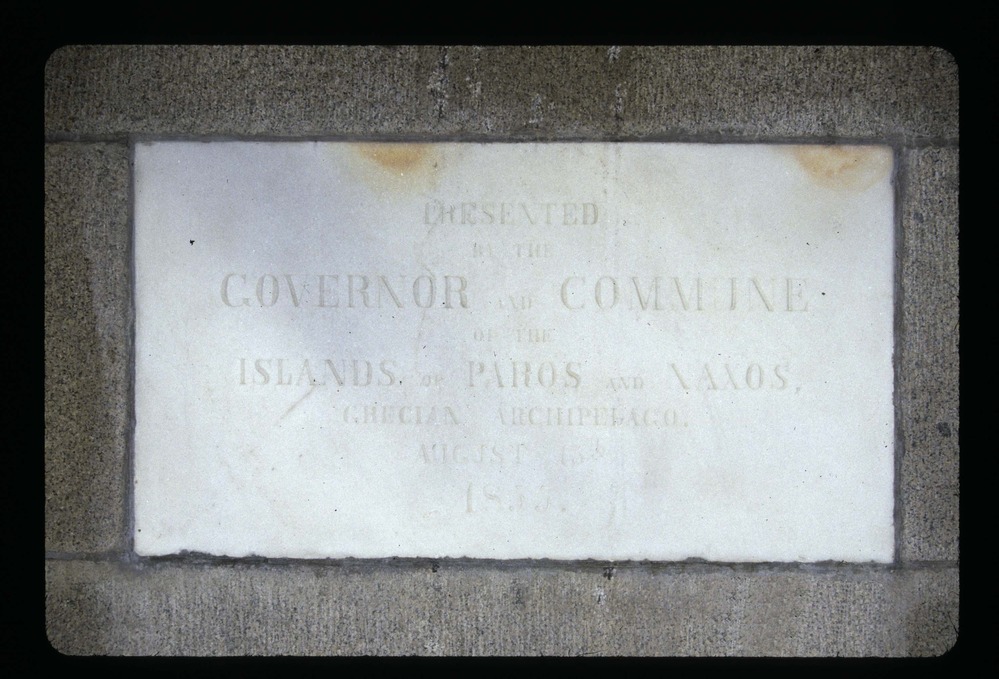 PRESENTED
BY THE
GOVERNOR AND COMMUNE
OF THE
ISLANDS OF PAROS AND NAXOS,
GRECIAN ARCHIPELAGO.
AUGUST
1855.